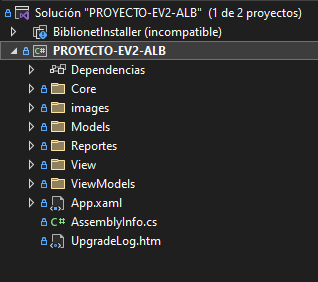 Solución "PROYECTO-EV2-ALB" (1 de 2 proyectos)
BiblionetInstaller (incompatible)
C# PROYECTO-EV2-ALB
Dependencias
Core
images
Models
Reportes
View
ViewModels
App.xaml
C# AssemblyInfo.cs
UpgradeLog.htm